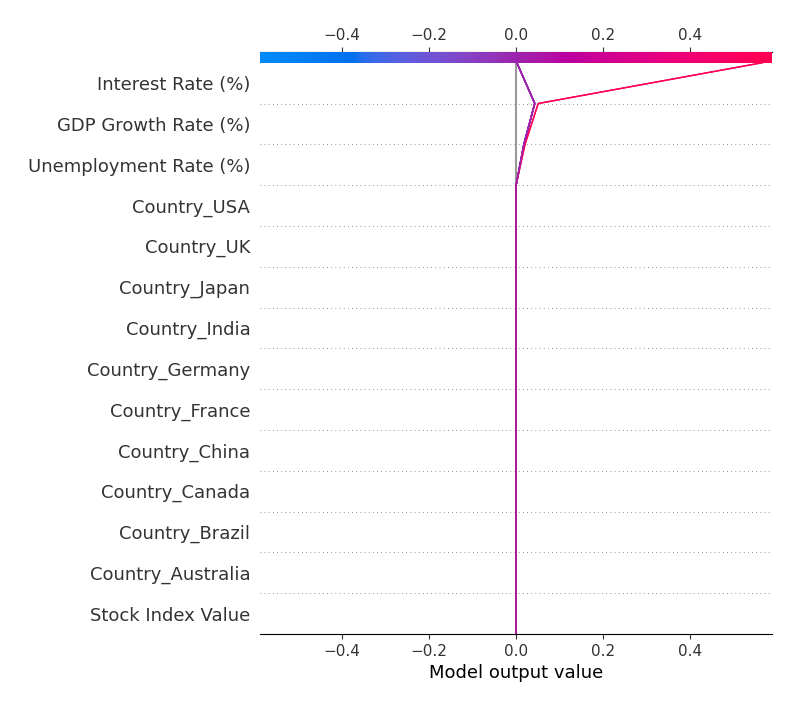 −0.4 −0.2 0.0 0.2 0.4
Interest Rate (%)
GDP Growth Rate (%)
Unemployment Rate (%)
Country_USA
Country_UK
Country_Japan
Country_India
Country_Germany
Country_France
Country_China
Country_Canada
Country_Brazil
Country_Australia
Stock Index Value
−0.4 −0.2 0.0 0.2 0.4
Model output value